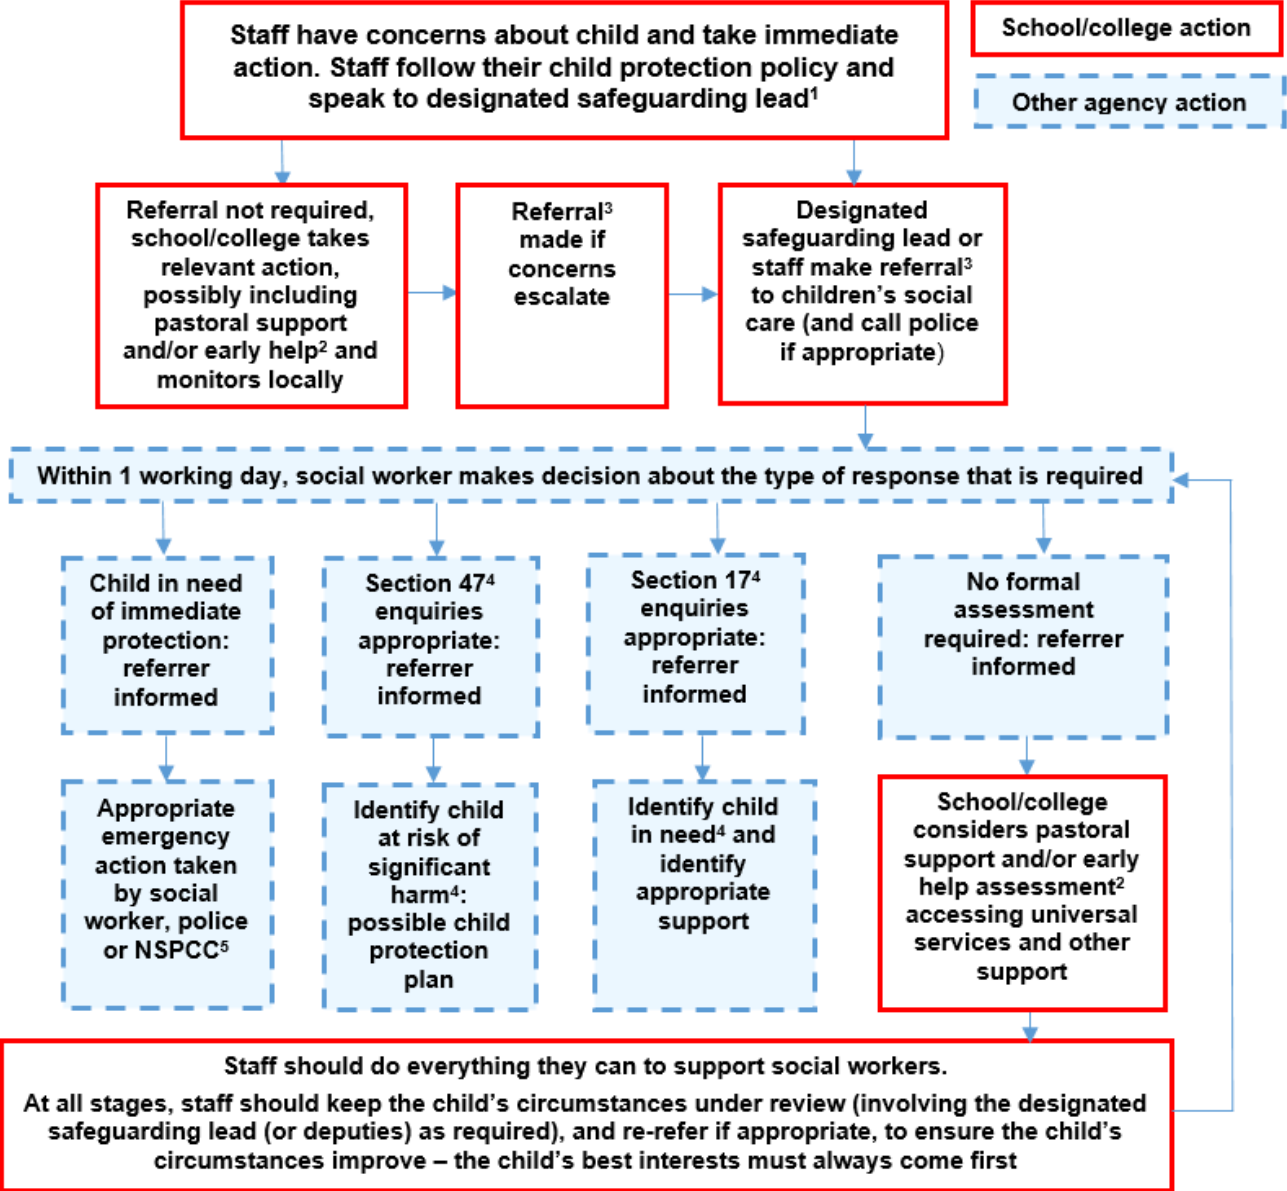 Staff have concerns about child and take immediate
action. Staff follow their child protection policy and
speak to designated safeguarding lead¹
School/college action
Other agency action
Referral not required,
school/college takes
relevant action,
possibly including
pastoral support
and/or early help² and
monitors locally
Referral³
made if
concerns
escalate
Designated
safeguarding lead or
staff make referral³
to children’s social
care (and call police
if appropriate)
Within 1 working day, social worker makes decision about the type of response that is required
Child in need
of immediate
protection:
referrer
informed
Section 47⁴
enquiries
appropriate:
referrer
informed
Section 17⁴
enquiries
appropriate:
referrer
informed
No formal
assessment
required: referrer
informed
Appropriate
emergency
action taken
by social
worker, police
or NSPCC⁵
Identify child
at risk of
significant
harm⁴:
possible child
protection
plan
Identify child
in need⁴ and
identify
appropriate
support
School/college
considers pastoral
support and/or early
help assessment²
accessing universal
services and other
support
Staff should do everything they can to support social workers.
At all stages, staff should keep the child’s circumstances under review (involving the designated
safeguarding lead (or deputies) as required), and re-refer if appropriate, to ensure the child’s
circumstances improve – the child’s best interests must always come first